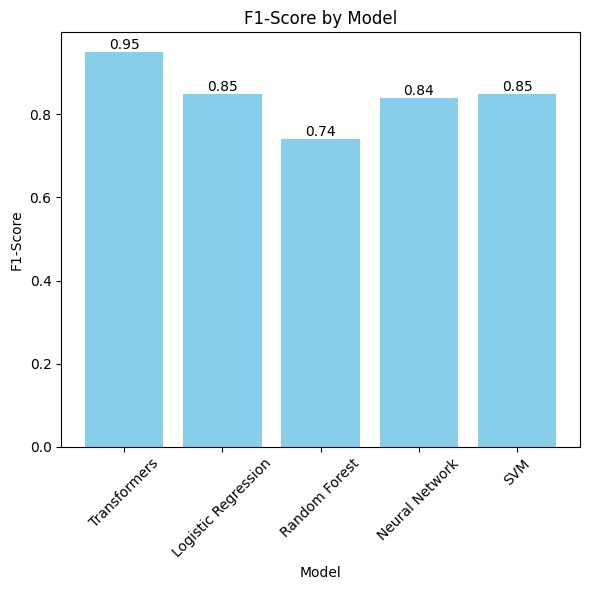 F1-Score by Model
0.95
0.85
0.74
0.84
0.85
F1-Score
0.8
0.6
0.4
0.2
0.0
Transformers
Logistic Regression
Random Forest
Neural Network
SVM
Model